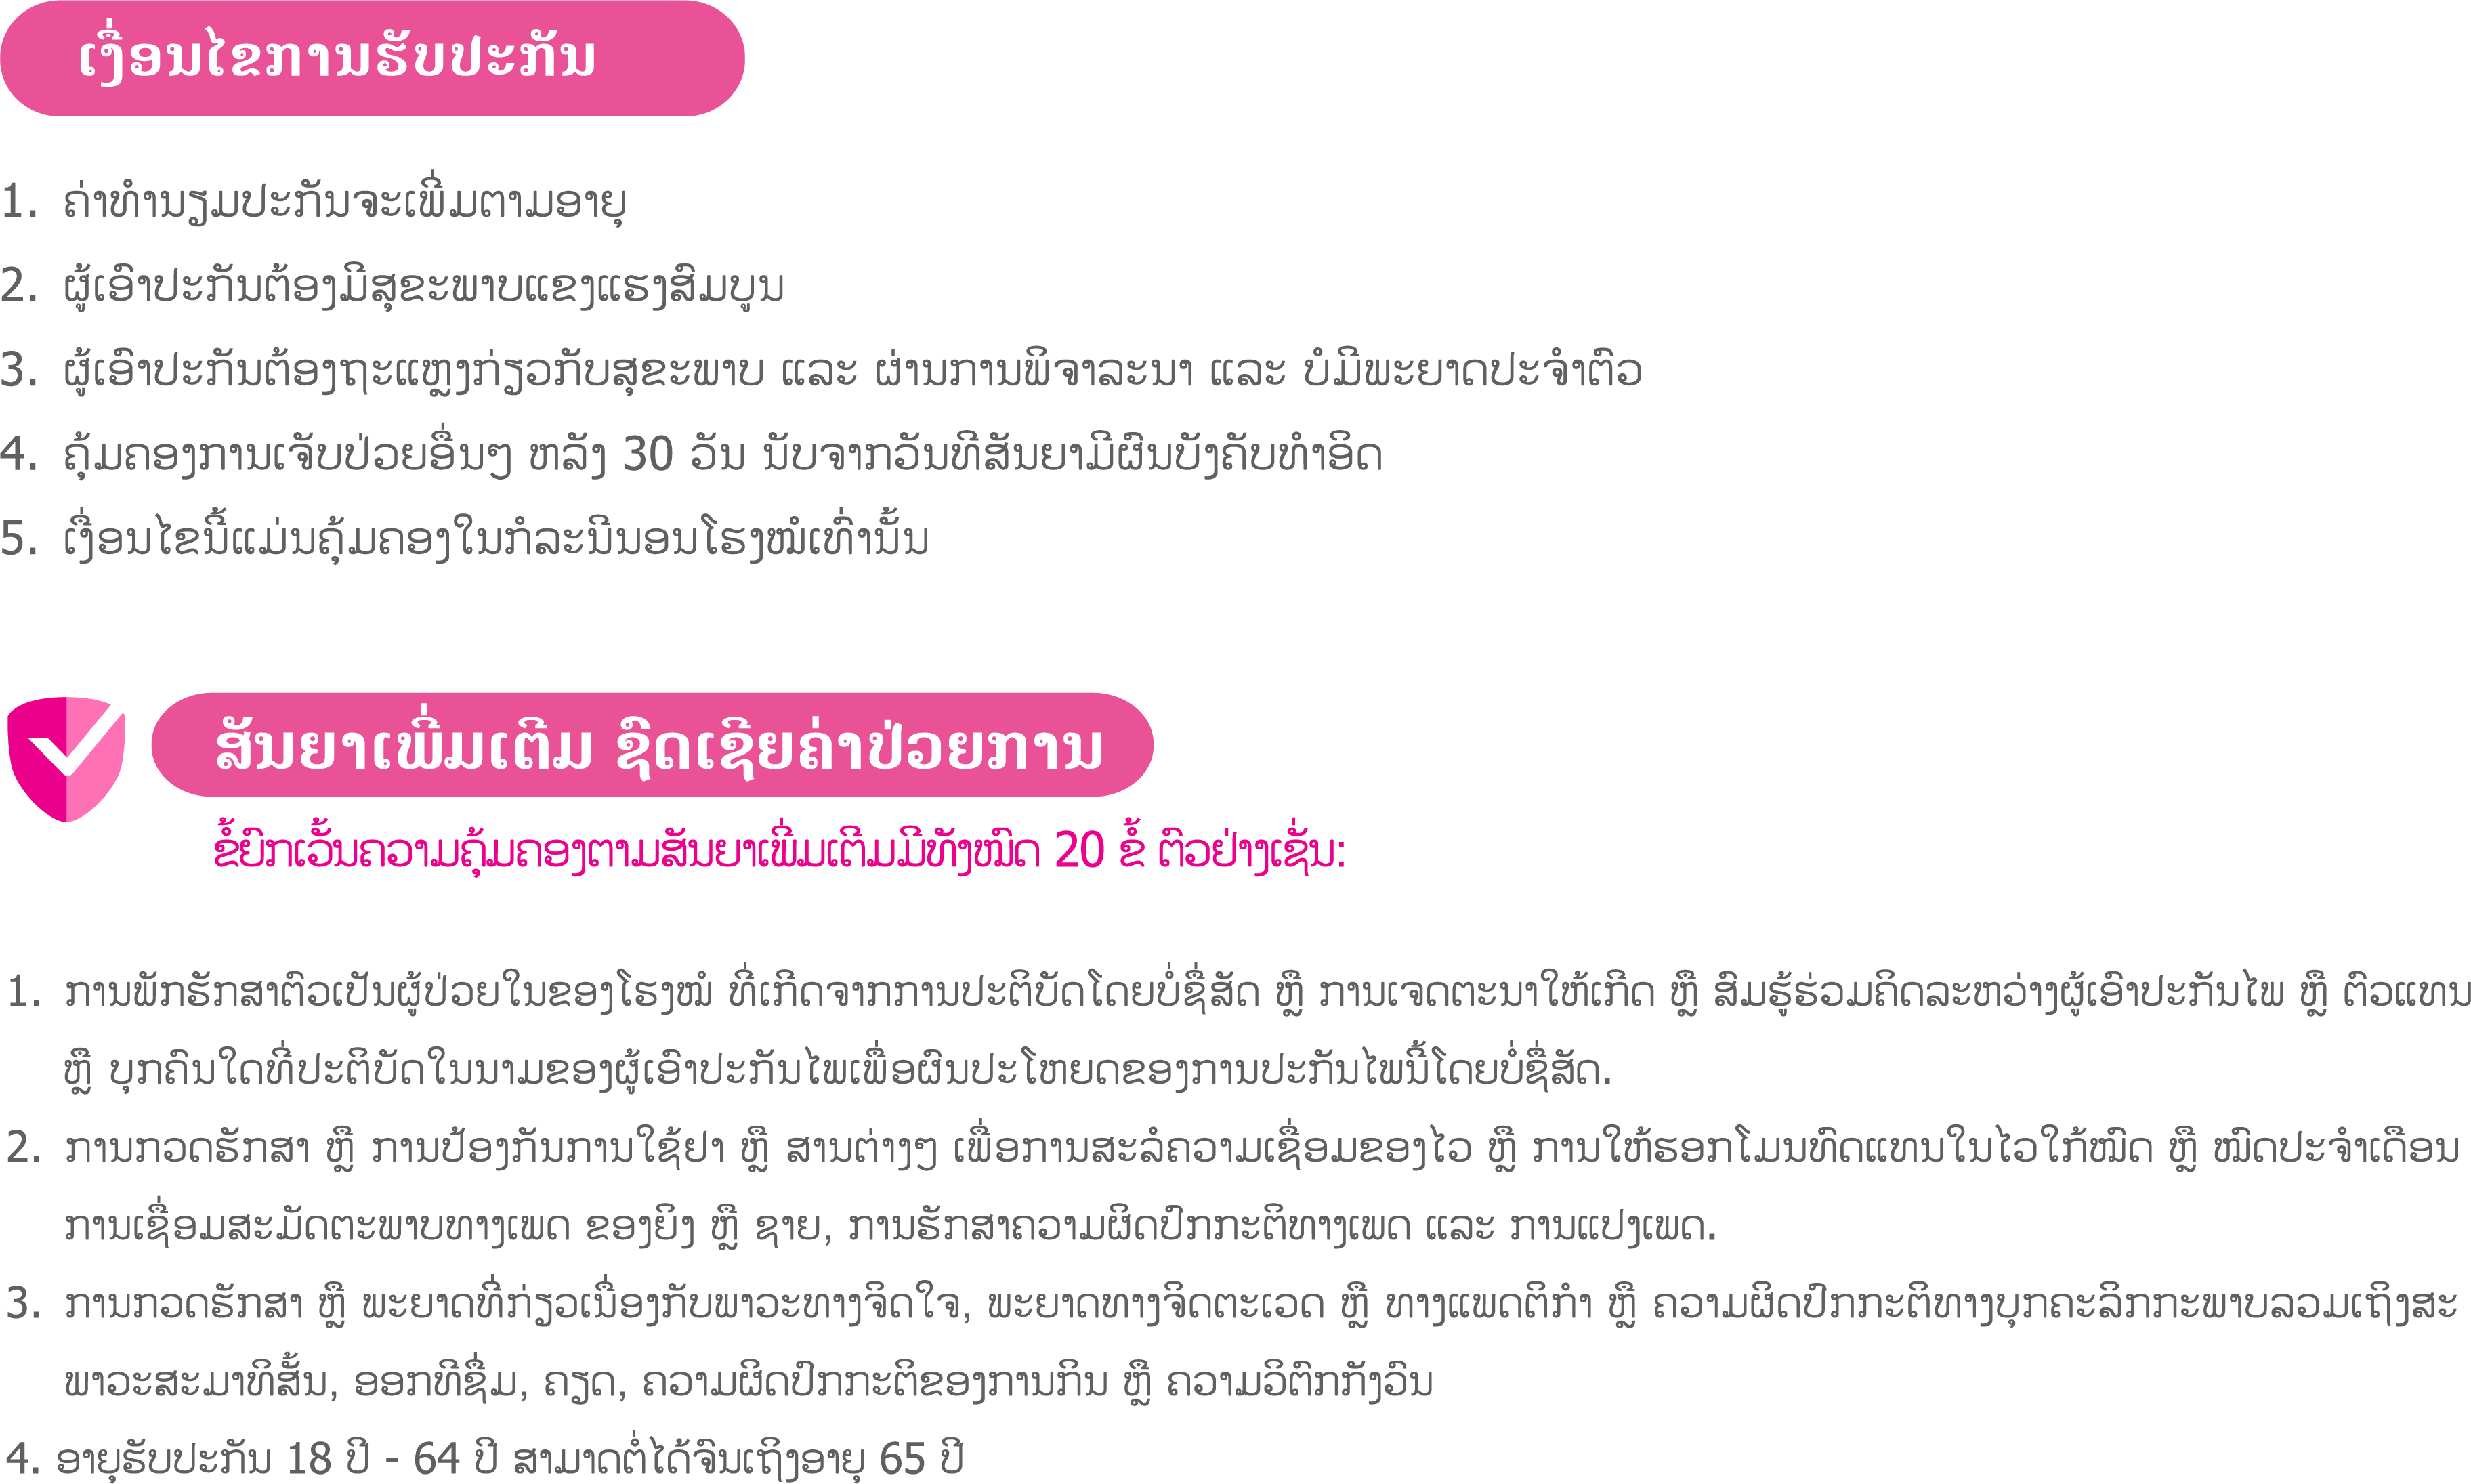 ເງື່ອນໄຂການຮັບປະກັນ
1. ຄ່າທຳນຽມປະກັນຈະເພີ່ມຕາມອາຍຸ
2. ຜູ້ເອົາປະກັນຕ້ອງມີສຸຂະພາບແຂງແຮງສົມບູນ
3. ຜູ້ເອົາປະກັນຕ້ອງຖະແຫຼງກ່ຽວກັບສຸຂະພາບ ແລະ ຜ່ານການພິຈາລະນາ ແລະ ບໍ່ມີພະຍາດປະຈຳຕົວ
4. ຄຸ້ມຄອງການເຈັບປ່ວຍອື່ນໆ ຫລັງ 30 ວັນ ນັບຈາກວັນທີສັນຍາມີຜົນບັງຄັບທຳອິດ
5. ເງື່ອນໄຂນີ້ແມ່ນຄຸ້ມຄອງໃນກໍລະນີນອນໂຮງໝໍເທົ່ານັ້ນ
ສັນຍາເພີ່ມເຕີມ ຊົດເຊີຍຄ່າປ່ວຍການ
ຂໍ້ຍົກເວັ້ນຄວາມຄຸ້ມຄອງຕາມສັນຍາເພີ່ມເຕີມມີທັງໝົດ 20 ຂໍ້ ຕົວຢ່າງເຊັ່ນ:
1. ການພັກຮັກສາຕົວເປັນຜູ້ປ່ວຍໃນຂອງໂຮງໝໍ ທີ່ເກີດຈາກການປະຕິບັດໂດຍບໍ່ຊື່ສັດ ຫຼື ການເຈດຕະນາໃຫ້ເກີດ ຫຼື ສົມຮູ້ຮ່ວມຄິດລະຫວ່າງຜູ້ເອົາປະກັນໄພ ຫຼື ຕົວແທນ
ຫຼື ບຸກຄົນໃດທີ່ປະຕິບັດໃນນາມຂອງຜູ້ເອົາປະກັນໄພເພື່ອຜົນປະໂຫຍດຂອງການປະກັນໄພນີ້ໂດຍບໍ່ຊື່ສັດ.
2. ການກວດຮັກສາ ຫຼື ການປ້ອງກັນການໃຊ້ຢາ ຫຼື ສານຕ່າງໆ ເພື່ອການສະລໍຄວາມເຊື່ອມຂອງໄວ ຫຼື ການໃຫ້ຮອກໂມນທົດແທນໃນໄວໃກ້ໝົດ ຫຼື ໝົດປະຈຳເດືອນ
ການເຊື່ອມສະມັດຕະພາບທາງເພດ ຂອງຍິງ ຫຼື ຊາຍ, ການຮັກສາຄວາມຜິດປົກກະຕິທາງເພດ ແລະ ການແປງເພດ.
3. ການກວດຮັກສາ ຫຼື ພະຍາດທີ່ກ່ຽວເນື່ອງກັບພາວະທາງຈິດໃຈ, ພະຍາດທາງຈິດຕະເວດ ຫຼື ທາງແພດຕິກຳ ຫຼື ຄວາມຜິດປົກກະຕິທາງບຸກຄະລິກກະພາບລວມເຖິງສະ
ພາວະສະມາທິສັ້ນ, ອອກທີຊື່ມ, ຄຽດ, ຄວາມຜິດປົກກະຕິຂອງການກິນ ຫຼື ຄວາມວິຕົກກັງວົນ
4. ອາຍຸຮັບປະກັນ 18 ປີ - 64 ປີ ສາມາດຕໍ່ໄດ້ຈົນເຖິງອາຍຸ 65 ປີ